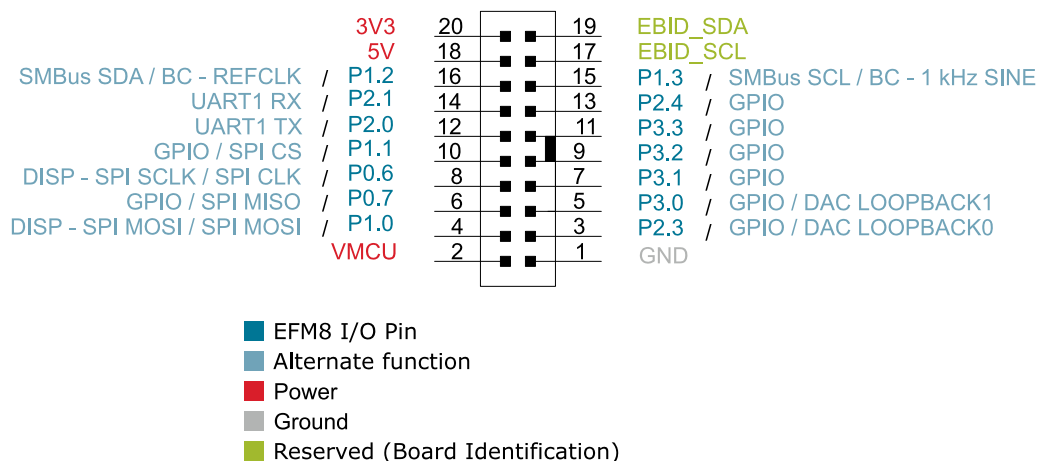 3V3 20 19 EBID_SDA
5V 18 17 EBID_SCL
SMBus SDA / BC - REFCLK / P1.2 16 15 P1.3 / SMBus SCL / BC - 1 kHz SINE
UART1 RX / P2.1 14 13 P2.4 / GPIO
UART1 TX / P2.0 12 11 P3.3 / GPIO
GPIO / SPI CS / P1.1 10 9 P3.2 / GPIO
DISP - SPI SCLK / SPI CLK / P0.6 8 7 P3.1 / GPIO
GPIO / SPI MISO / P0.7 6 5 P3.0 / GPIO / DAC LOOPBACK1
DISP - SPI MOSI / SPI MOSI / P1.0 4 3 P2.3 / GPIO / DAC LOOPBACK0
VMCU 2 1 GND
EFM8 I/O Pin
Alternate function
Power
Ground
Reserved (Board Identification)